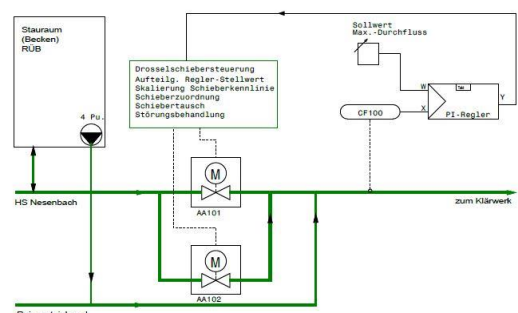 Stauraum
(Becken)
RÜB
4 Pu.
Drosselschiebersteuerung
Aufteilg. Regler-Stellwert
Skalierung Schieberkennlinie
Schieberzuordnung
Schiebertausch
Störungsbehandlung
Sollwert
Max.-Durchfluss
W
X
Y
CF100
PI-Regler
M
AA101
HS Nesenbach
zum Klärwerk
M
AA102